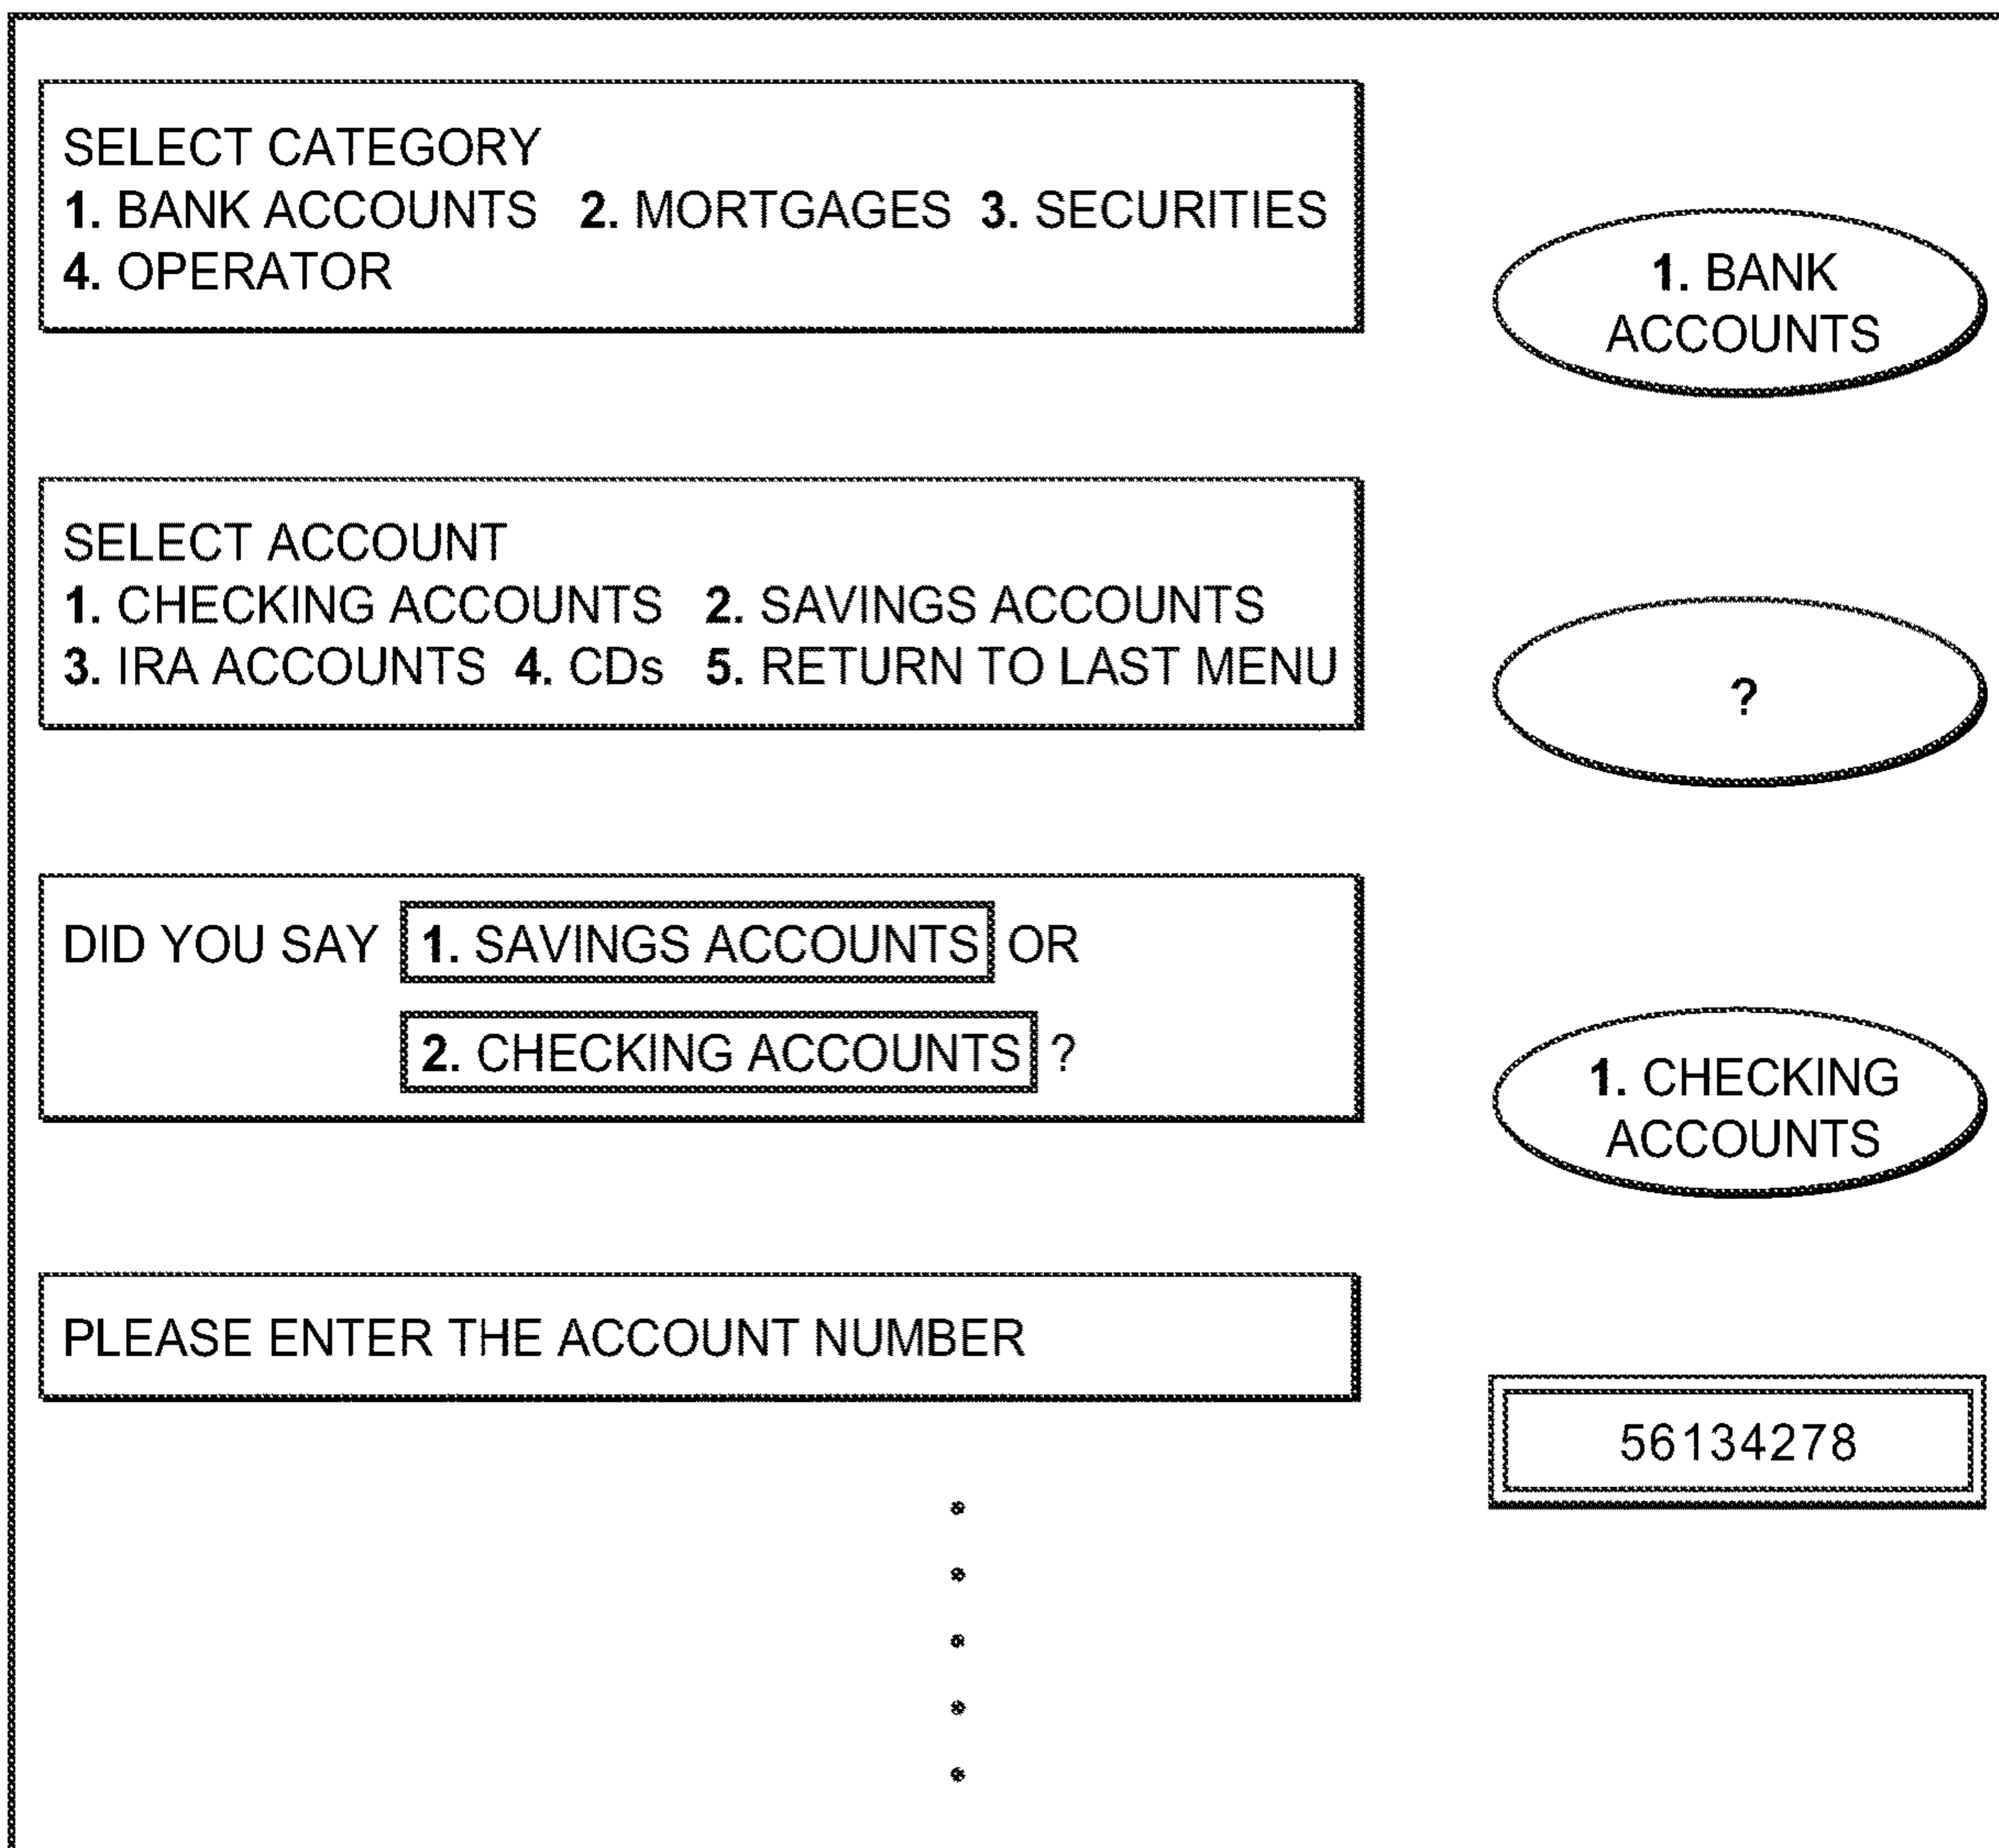 SELECT CATEGORY
1. BANK ACCOUNTS 2. MORTGAGES 3. SECURITIES
4. OPERATOR
1. BANK
ACCOUNTS
SELECT ACCOUNT
1. CHECKING ACCOUNTS 2. SAVINGS ACCOUNTS
3. IRA ACCOUNTS 4. CDs 5. RETURN TO LAST MENU
?
DID YOU SAY 1. SAVINGS ACCOUNTS OR
2. CHECKING ACCOUNTS ?
1. CHECKING
ACCOUNTS
PLEASE ENTER THE ACCOUNT NUMBER
56134278